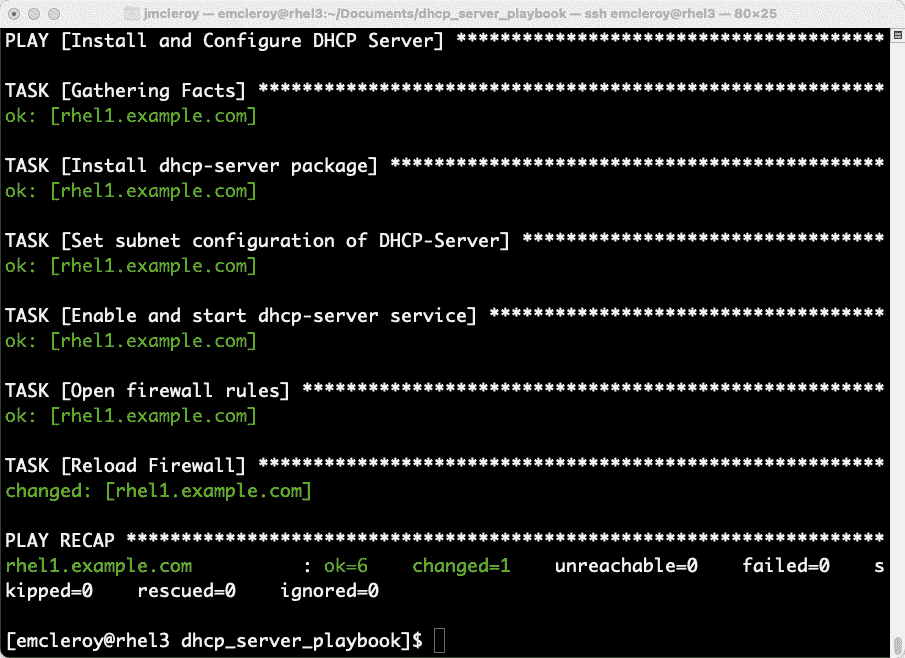 jmcleroy — emcleroy@rhel3:~/Documents/dhcp_server_playbook — ssh emcleroy@rhel3 — 80×25
PLAY [Install and Configure DHCP Server] ***************************************
TASK [Gathering Facts] *********************************************************
ok: [rhel1.example.com]
TASK [Install dhcp-server package] *********************************************
ok: [rhel1.example.com]
TASK [Set subnet configuration of DHCP-Server] *********************************
ok: [rhel1.example.com]
TASK [Enable and start dhcp-server service] ************************************
ok: [rhel1.example.com]
TASK [Open firewall rules] *****************************************************
ok: [rhel1.example.com]
TASK [Reload Firewall] *********************************************************
changed: [rhel1.example.com]
PLAY RECAP *********************************************************************
rhel1.example.com          : ok=6    changed=1    unreachable=0    failed=0    s
kipped=0    rescued=0    ignored=0
[emcleroy@rhel3 dhcp_server_playbook]$